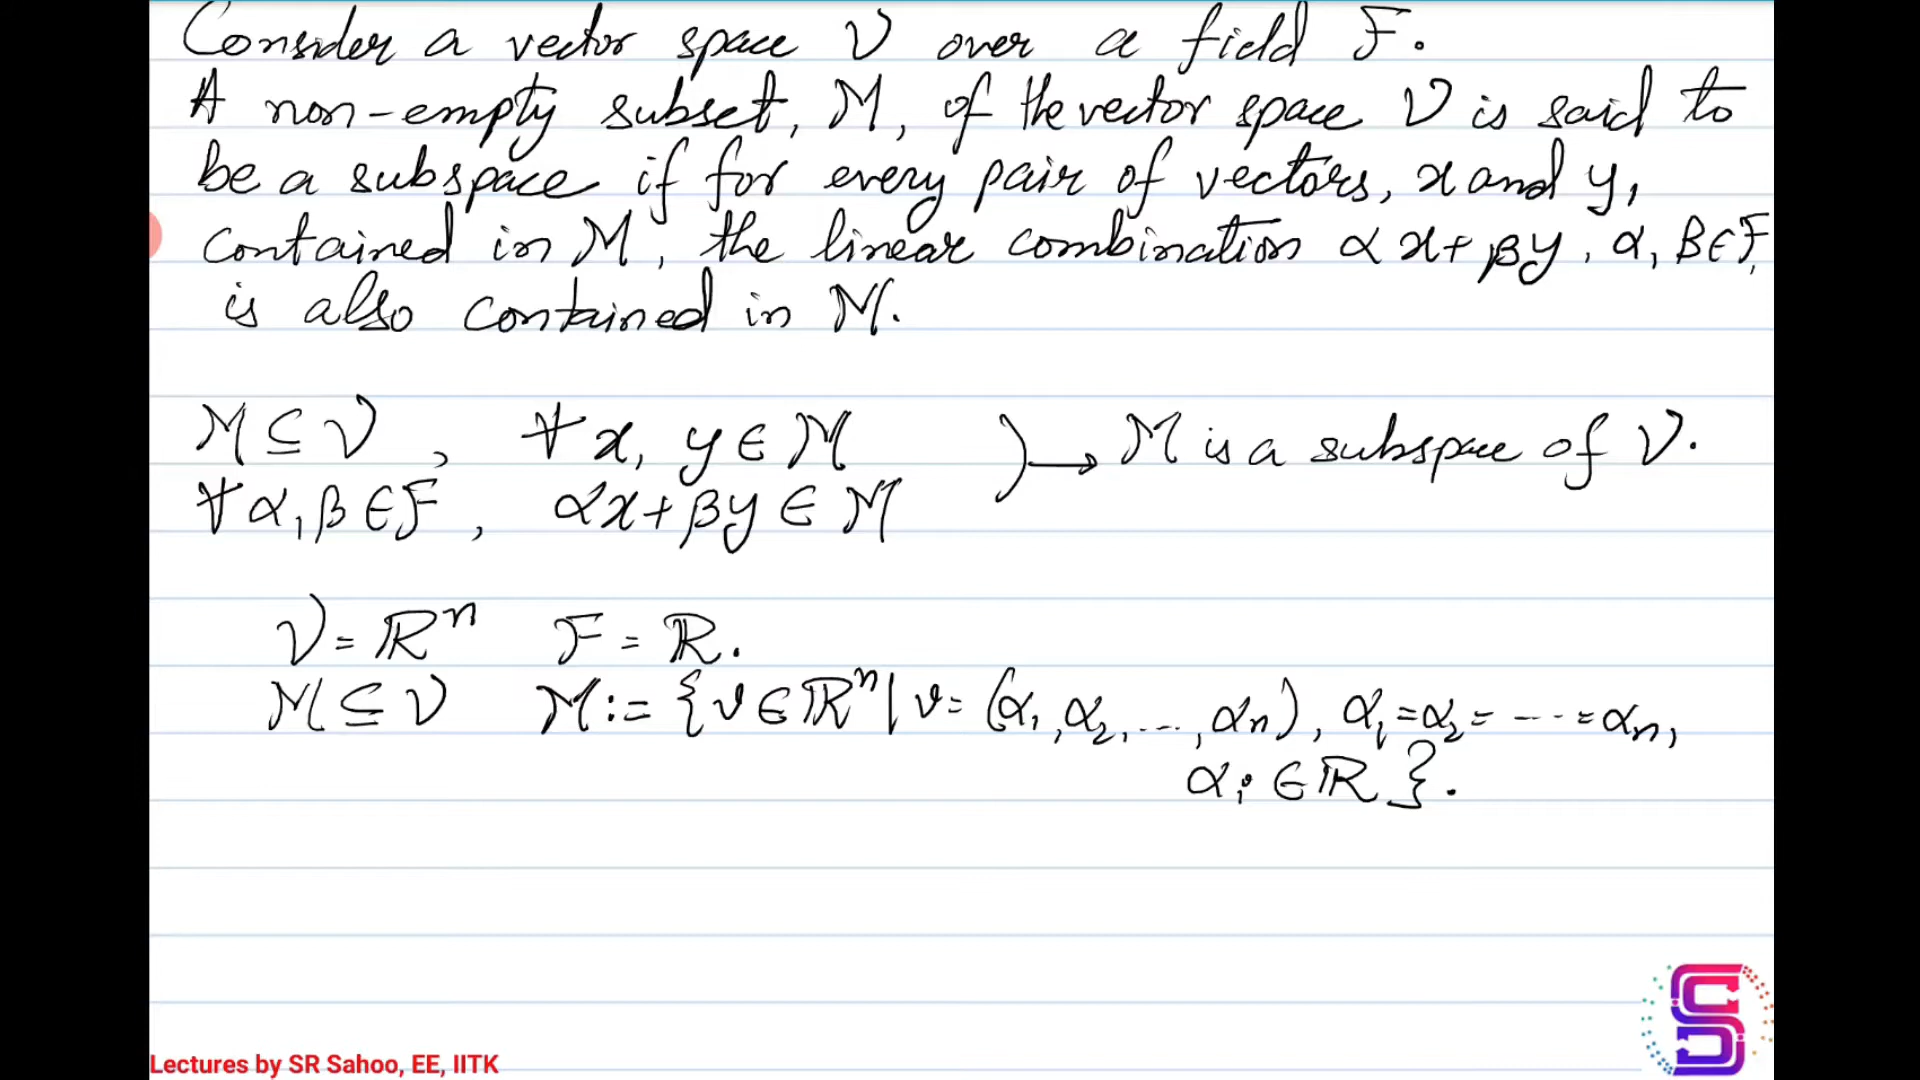 Consider a vector space V over a field F.
A non-empty subset, M, of the vector space V is said to
be a subspace if for every pair of vectors, x and y,
contained in M, the linear combination αx+βy, α, β∈F,
is also contained in M.
M⊆V, ∀x, y∈M ) → M is a subspace of V.
∀α,β∈F, αx+βy∈M
V=ℝⁿ F=ℝ.
M⊆V M:={v∈ℝⁿ|v=(α₁,α₂,...,αₙ), α₁=α₂=----=αₙ,
αᵢ∈ℝ}.
Lectures by SR Sahoo, EE, IITK